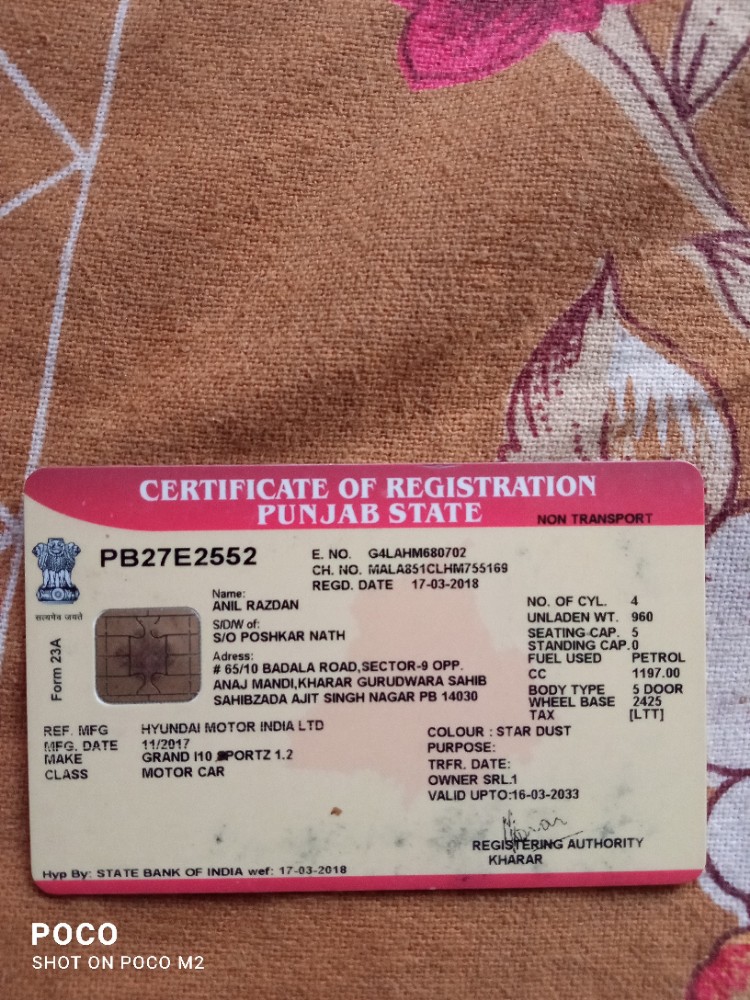 CERTIFICATE OF REGISTRATION
PUNJAB STATE
NON TRANSPORT
PB27E2552
E. NO. G4LAHM680702
CH. NO. MALA851CLHM755169
REGD. DATE 17-03-2018
सत्यमेव जयते
Form 23A
Name:
ANIL RAZDAN
S/D/W of:
S/O POSHKAR NATH
Adress:
# 65/10 BADALA ROAD,SECTOR-9 OPP.
ANAJ MANDI,KHARAR GURUDWARA SAHIB
SAHIBZADA AJIT SINGH NAGAR PB 14030
NO. OF CYL. 4
UNLADEN WT. 960
SEATING CAP. 5
STANDING CAP.0
FUEL USED PETROL
CC 1197.00
BODY TYPE 5 DOOR
WHEEL BASE 2425
TAX [LTT]
REF. MFG HYUNDAI MOTOR INDIA LTD
MFG. DATE 11/2017
MAKE GRAND I10 SPORTZ 1.2
CLASS MOTOR CAR
COLOUR : STAR DUST
PURPOSE:
TRFR. DATE:
OWNER SRL.1
VALID UPTO:16-03-2033
REGISTERING AUTHORITY
KHARAR
Hyp By: STATE BANK OF INDIA wef: 17-03-2018
POCO
SHOT ON POCO M2